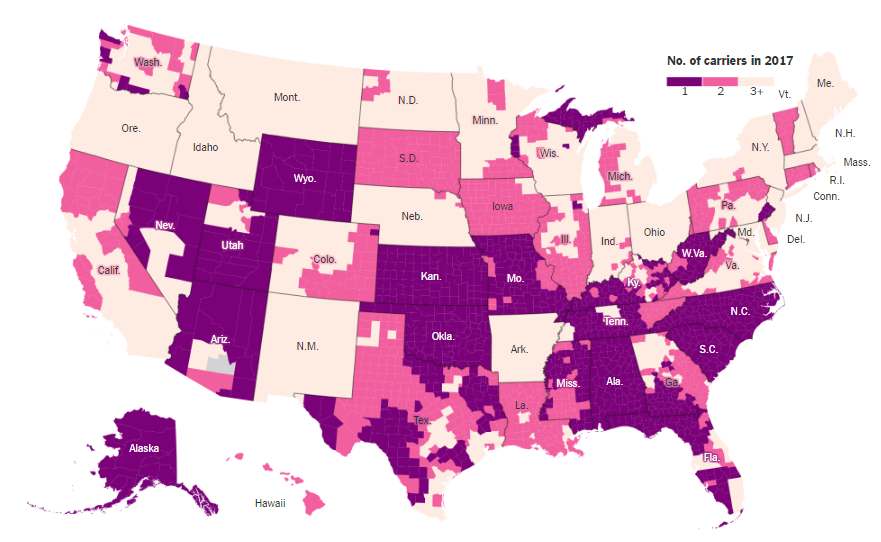 No. of carriers in 2017
1 2 3+
Wash.
Mont.
N.D.
Minn.
Vt.
Me.
Ore.
Idaho
S.D.
Wis.
Mich.
N.Y.
N.H.
Mass.
R.I.
Conn.
Wyo.
Neb.
Iowa
Pa.
N.J.
Nev.
Utah
Colo.
Ill.
Ind.
Ohio
Md.
Del.
Calif.
Kan.
Mo.
Ky.
W.Va.
Va.
Ariz.
N.M.
Okla.
Ark.
Tenn.
N.C.
S.C.
Tex.
La.
Miss.
Ala.
Ga.
Fla.
Alaska
Hawaii